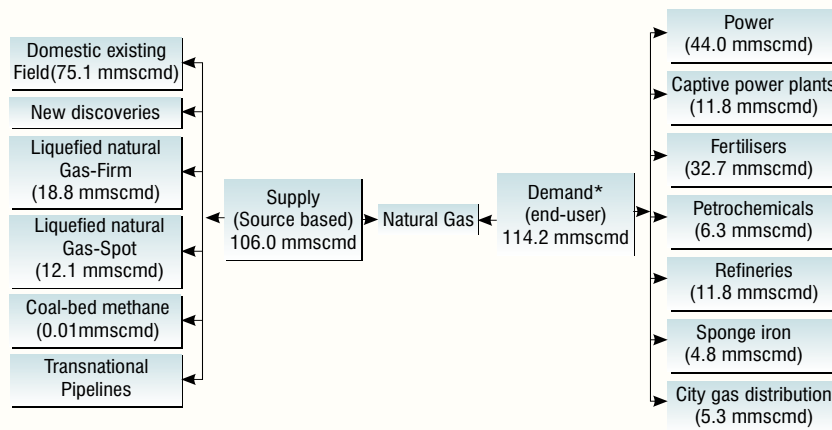 Domestic existing
Field(75.1 mmscmd)
New discoveries
Liquefied natural
Gas-Firm
(18.8 mmscmd)
Liquefied natural
Gas-Spot
(12.1 mmscmd)
Coal-bed methane
(0.01mmscmd)
Transnational
Pipelines
Supply
(Source based)
106.0 mmscmd
Natural Gas
Demand*
(end-user)
114.2 mmscmd
Power
(44.0 mmscmd)
Captive power plants
(11.8 mmscmd)
Fertilisers
(32.7 mmscmd)
Petrochemicals
(6.3 mmscmd)
Refineries
(11.8 mmscmd)
Sponge iron
(4.8 mmscmd)
City gas distribution
(5.3 mmscmd)